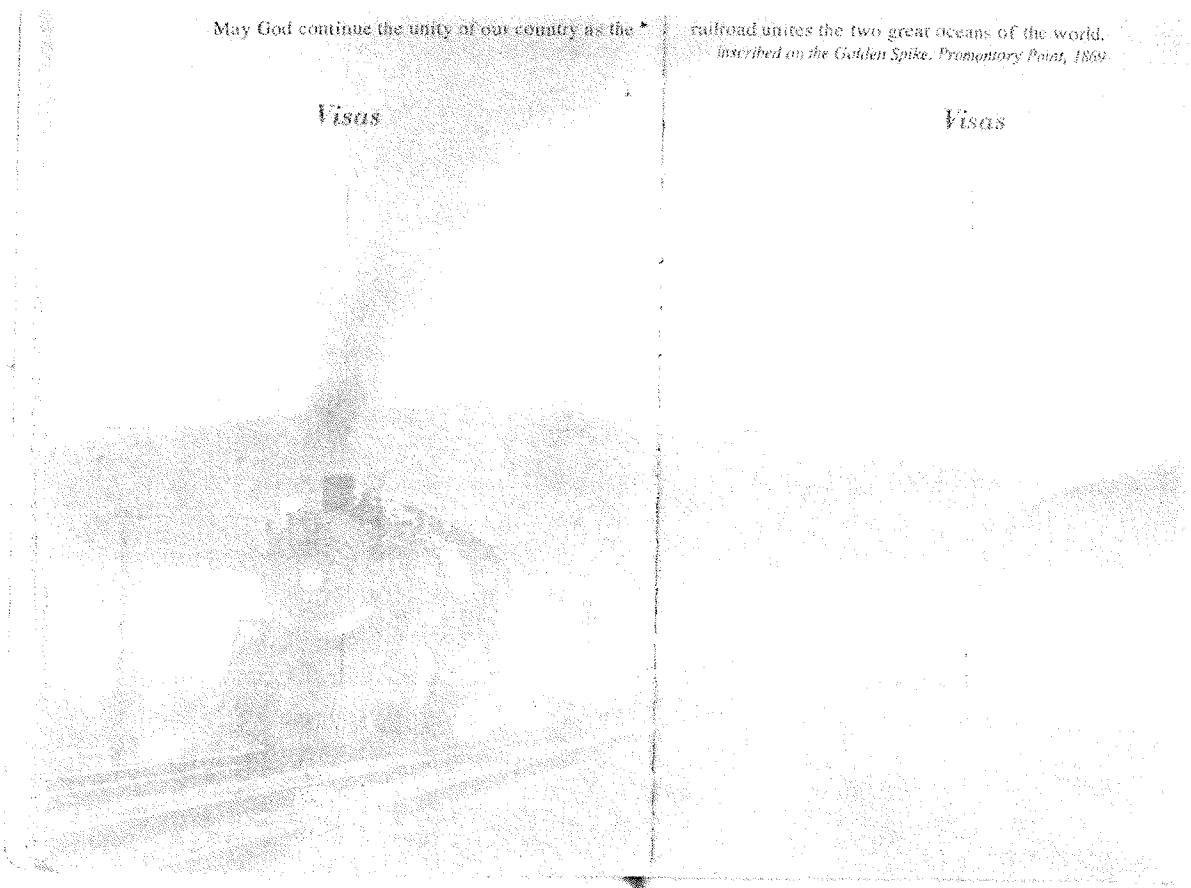 May God continue the unity of our country as the railroad unites the two great oceans of the world.
Inscribed on the Golden Spike, Promontory Point, 1869
Visas
Visas